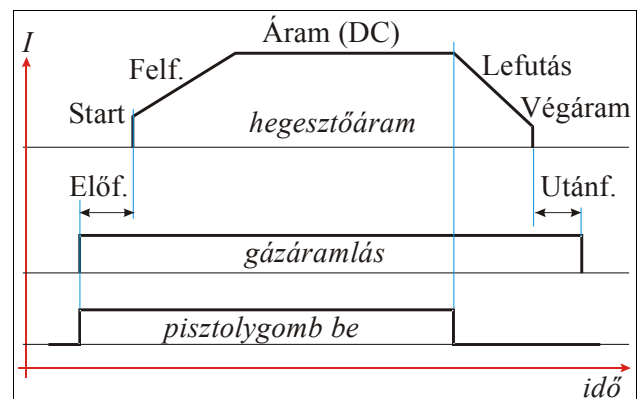 I
Áram (DC)
Felf.
Lefutás
Start
Végáram
hegesztőáram
Előf.
Utánf.
gázáramlás
pisztolygomb be
idő